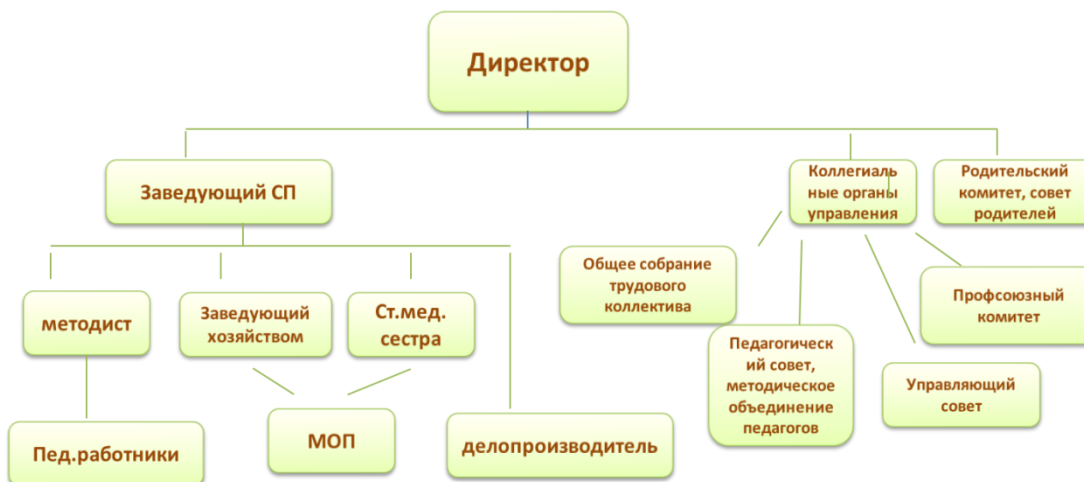 Директор
Заведующий СП
Коллегиаль
ные органы
управления
Родительский
комитет, совет
родителей
методист
Заведующий
хозяйством
Ст.мед.
сестра
Общее собрание
трудового
коллектива
Профсоюзный
комитет
Педагогическ
ий совет,
методическое
объединение
педагогов
Управляющий
совет
Пед.работники
МОП
делопроизводитель